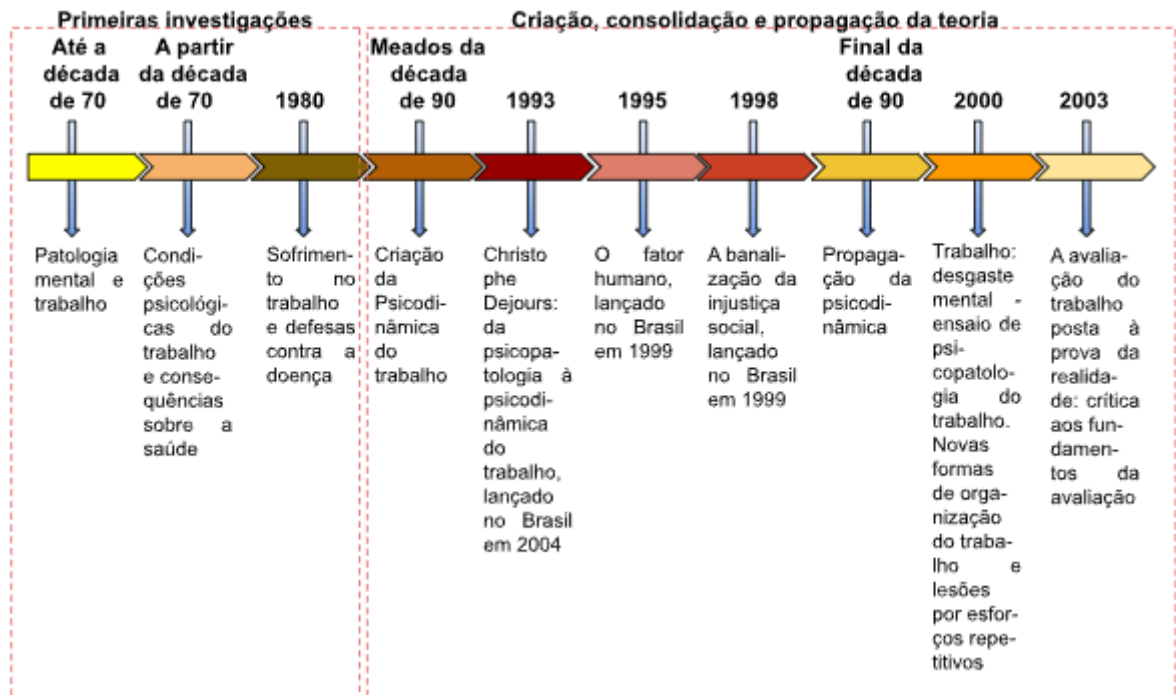 Primeiras investigações
Criação, consolidação e propagação da teoria
Até a
década
de 70
A partir
da década
de 70
1980
Meados da
década
de 90
1993
1995
1998
Final da
década
de 90
2000
2003
Patologia
mental e
trabalho
Condi-
ções
psicológi-
cas do
trabalho
e conse-
quências
sobre a
saúde
Sofrimen-
to no
trabalho
e defesas
contra a
doença
Criação
da
Psicodi-
nâmica
do
trabalho
Christo
phe
Dejours:
da
psicopa-
tologia à
psicodi-
nâmica
do
trabalho,
lançado
no Brasil
em 2004
O fator
humano,
lançado
no Brasil
em 1999
A banali-
zação da
injustiça
social,
lançado
no Brasil
em 1999
Propaga-
ção da
psicodi-
nâmica
Trabalho:
desgaste
mental -
ensaio de
psi-
copatolo-
gia do
trabalho.
Novas
formas
de orga-
nização
do traba-
lho e
lesões
por esfor-
ços repe-
titivos
A avalia-
ção do
trabalho
posta à
prova da
realida-
de: crítica
aos fun-
damen-
tos da
avaliação